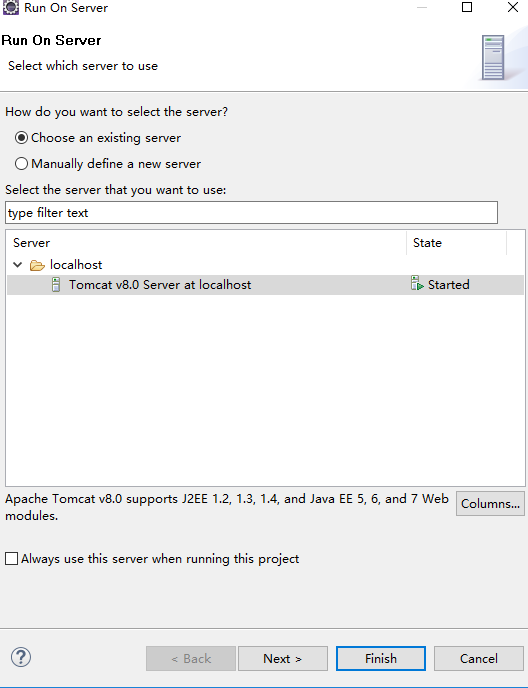 Run On Server
Run On Server
Select which server to use
How do you want to select the server?
Choose an existing server
Manually define a new server
Select the server that you want to use:
type filter text
Server State
localhost
Tomcat v8.0 Server at localhost Started
Apache Tomcat v8.0 supports J2EE 1.2, 1.3, 1.4, and Java EE 5, 6, and 7 Web
modules.
Columns...
Always use this server when running this project
? < Back Next > Finish Cancel